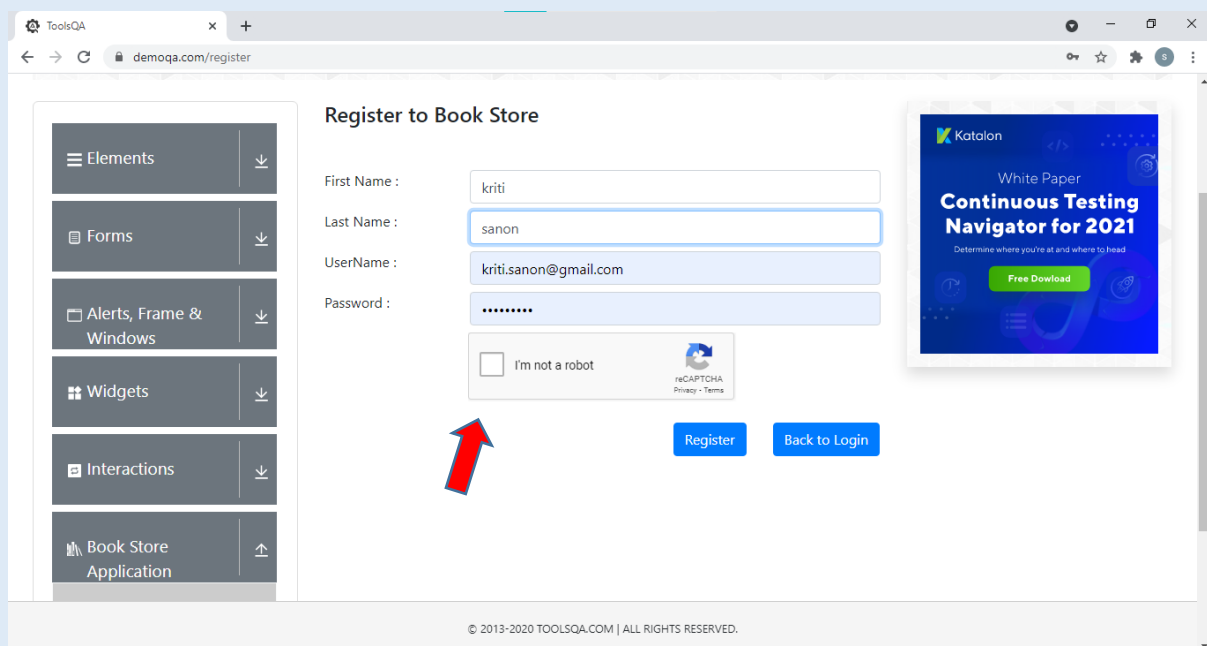 ToolsQA
demoqa.com/register
S
Elements
Forms
Alerts, Frame &
Windows
Widgets
Interactions
Book Store
Application
Register to Book Store
First Name :
kriti
Last Name :
sanon
UserName :
kriti.sanon@gmail.com
Password :
•••••••••
I'm not a robot
reCAPTCHA
Privacy - Terms
Register
Back to Login
Katalon
</>
White Paper
Continuous Testing
Navigator for 2021
Determine where you're at and where to head
Free Dowload
© 2013-2020 TOOLSQA.COM | ALL RIGHTS RESERVED.